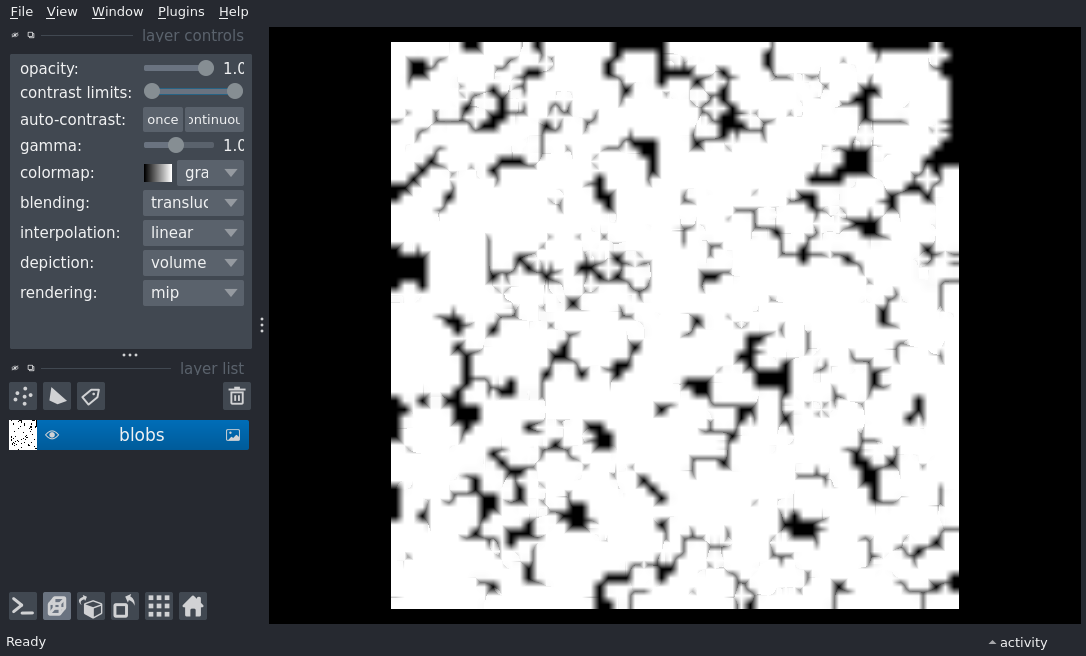 File View Window Plugins Help
layer controls
opacity: 1.0
contrast limits:
auto-contrast: once ontinuou
gamma: 1.0
colormap: gra
blending: transluc
interpolation: linear
depiction: volume
rendering: mip
layer list
blobs
Ready activity